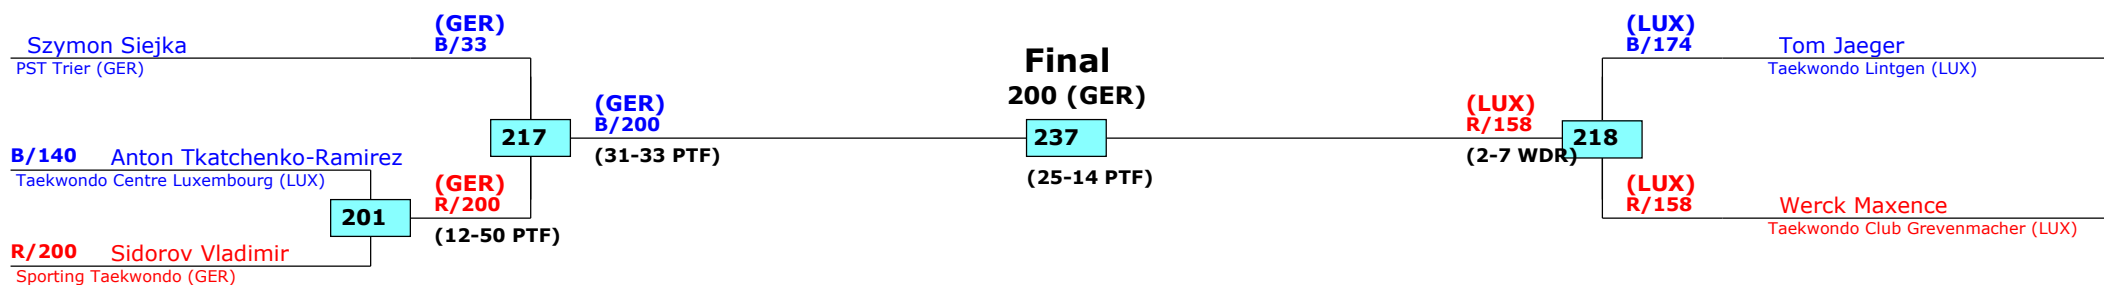 (GER)
B/33
Szymon Siejka
PST Trier (GER)
217
B/140 Anton Tkatchenko-Ramirez
Taekwondo Centre Luxembourg (LUX)
201
(GER)
R/200
(12-50 PTF)
R/200 Sidorov Vladimir
Sporting Taekwondo (GER)
(GER)
B/200
(31-33 PTF)
Final
200 (GER)
237
(25-14 PTF)
(LUX)
R/158
(2-7 WDR)
218
(LUX)
B/174
Tom Jaeger
Taekwondo Lintgen (LUX)
(LUX)
R/158
Werck Maxence
Taekwondo Club Grevenmacher (LUX)